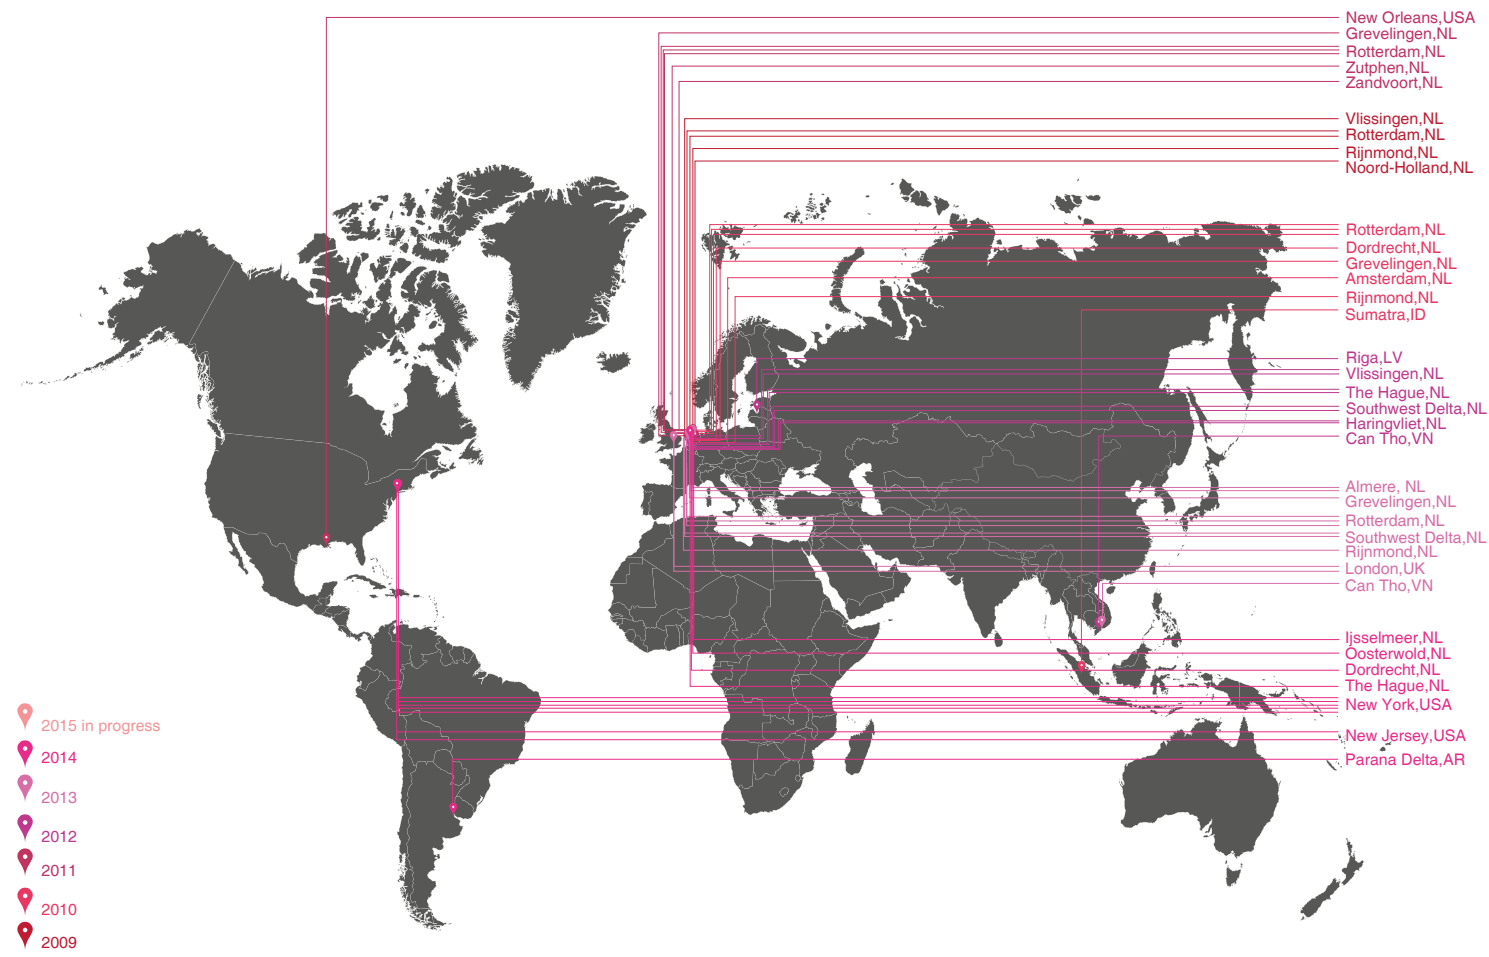 New Orleans,USA
Grevelingen,NL
Rotterdam,NL
Zutphen,NL
Zandvoort,NL
Vlissingen,NL
Rotterdam,NL
Rijnmond,NL
Noord-Holland,NL
Rotterdam,NL
Dordrecht,NL
Grevelingen,NL
Amsterdam,NL
Rijnmond,NL
Sumatra,ID
Riga,LV
Vlissingen,NL
The Hague,NL
Southwest Delta,NL
Haringvliet,NL
Can Tho,VN
Almere, NL
Grevelingen,NL
Rotterdam,NL
Southwest Delta,NL
Rijnmond,NL
London,UK
Can Tho,VN
Ijsselmeer,NL
Oosterwold,NL
Dordrecht,NL
The Hague,NL
New York,USA
New Jersey,USA
Parana Delta,AR
2015 in progress
2014
2013
2012
2011
2010
2009